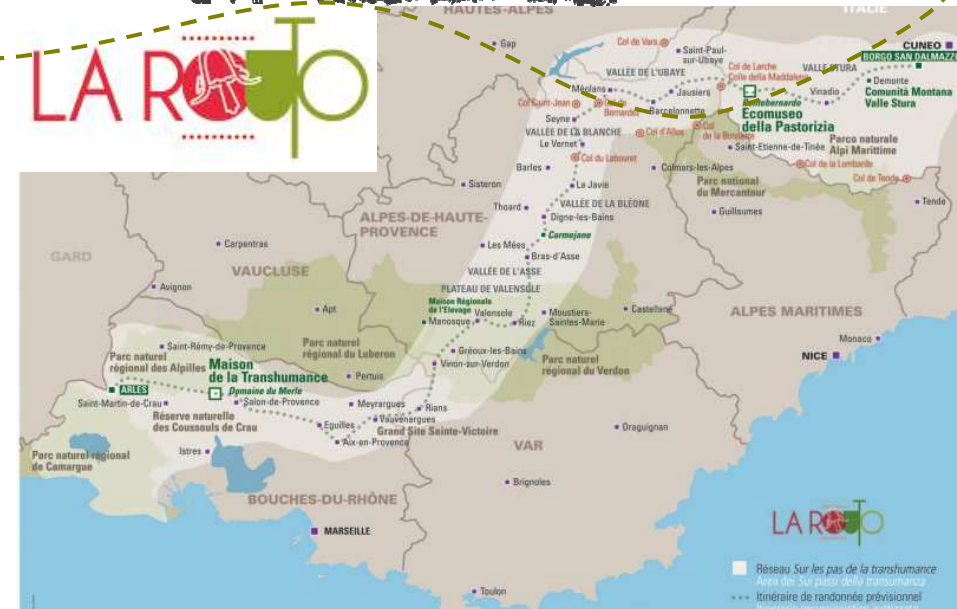 LA ROUTO
HAUTES-ALPES
ITALIE
Gap
Col de Vars
Saint-Paul-
sur-Ubaye
CUNEO
BORGO SAN DALMAZZO
VALLÉE DE L'UBAYE
Col de Larche
Colle della Maddalena
VALLE STURA
Demonte
Comunità Montana
Valle Stura
Méolans
Jausiers
Vinadio
Barcelonnette
Pontebernardo
Ecomuseo
della Pastorizia
Col Saint-Jean
Seyne
VALLÉE DE LA BLANCHE
Le Vernet
Col d'Allos
Saint-Etienne-de-Tinée
Parco naturale
Alpi Marittime
Col de la Lombarde
Col de Tende
Col du Labouret
Barles
Colmars-les-Alpes
Parc national
du Mercantour
Sisteron
La Javie
Tende
Thoard
VALLÉE DE LA BLÉONE
Digne-les-Bains
Guillaumes
ALPES-DE-HAUTE-
PROVENCE
Carmejane
GARD
Carpentras
Les Mées
Bras-d'Asse
VAUCLUSE
VALLÉE DE L'ASSE
PLATEAU DE VALENSOLE
Avignon
Apt
Maison Régionale
de l'Elevage
Valensole
Manosque
Riez
Moustiers-
Saintes-Marie
Castellane
ALPES MARITIMES
Monaco
NICE
Saint-Rémy-de-Provence
Parc naturel
régional des Alpilles
Maison
de la Transhumance
Parc naturel
régional du Luberon
Gréoux-les-Bains
Vinon-sur-Verdon
Parc naturel
régional du Verdon
Pertuis
ARLES
Domaine du Merle
Saint-Martin-de-Crau
Salon-de-Provence
Meyrargues
Rians
Réserve naturelle
des Coussouls de Crau
Eguilles
Vauvenargues
Grand Site Sainte-Victoire
Aix-en-Provence
Draguignan
Parc naturel régional
de Camargue
Istres
VAR
Brignoles
BOUCHES-DU-RHÔNE
MARSEILLE
Toulon
LA ROUTO
Réseau Sur les pas de la transhumance
Area dei Sui passi della transumanza
Itinéraire de randonnée prévisionnel